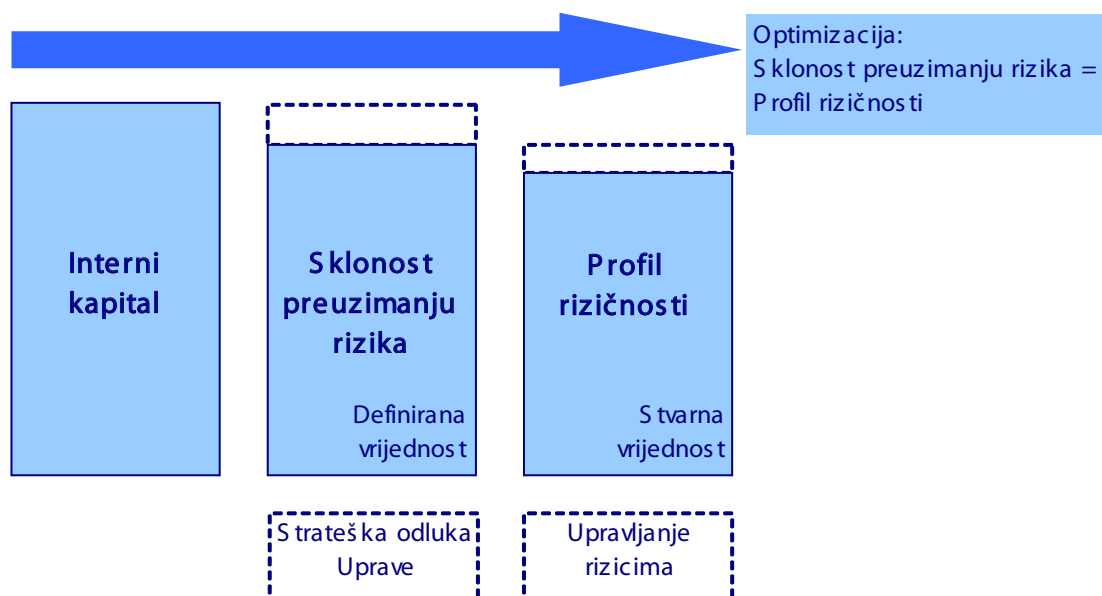 Optimizacija:
Sklonost preuzimanju rizika =
Profil rizičnosti
Interni
kapital
Sklonost
preuzimanju
rizika
Definirana
vrijednost
Profil
rizičnosti
Stvarna
vrijednost
Strateška odluka
Uprave
Upravljanje
rizicima